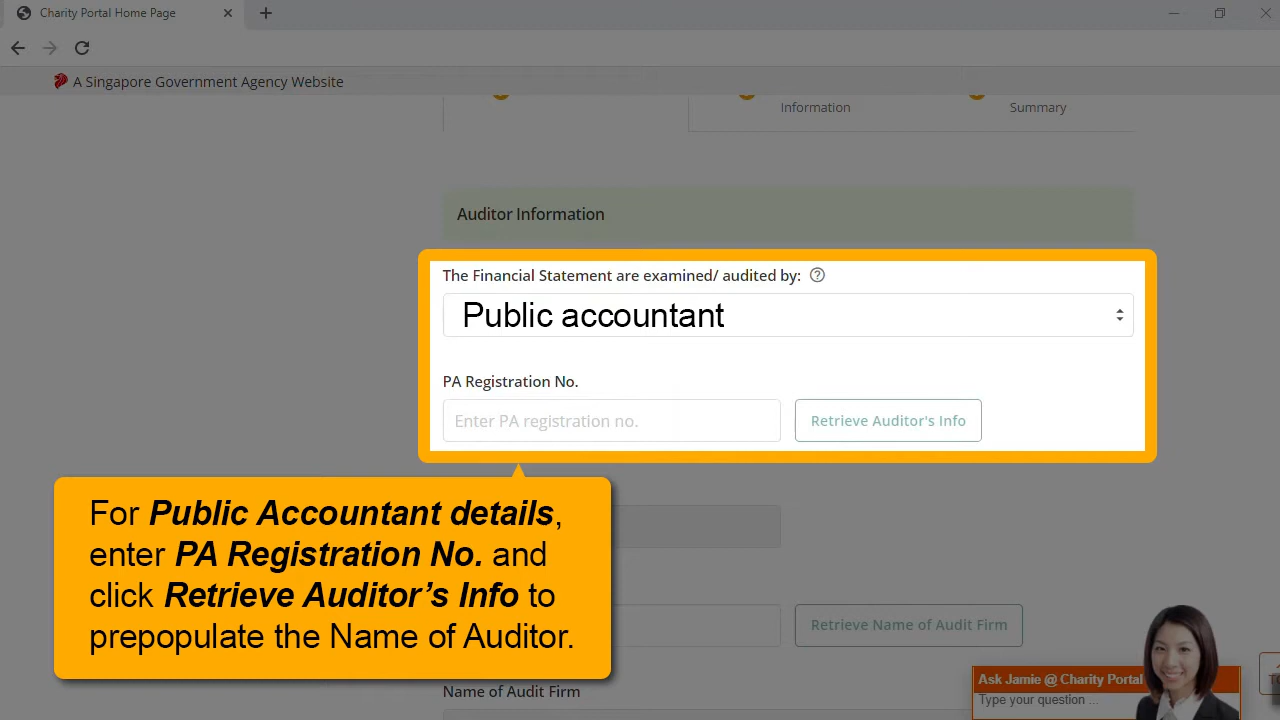 Charity Portal Home Page
A Singapore Government Agency Website
Information
Summary
Auditor Information
The Financial Statement are examined/ audited by:
Public accountant
PA Registration No.
Enter PA registration no.
Retrieve Auditor's Info
For Public Accountant details,
enter PA Registration No. and
click Retrieve Auditor’s Info to
prepopulate the Name of Auditor.
Retrieve Name of Audit Firm
Name of Audit Firm
Ask Jamie @ Charity Portal
Type your question ...